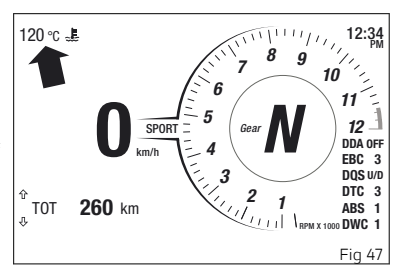 120 °C
12:34
PM
8
9
7
10
6
11
5
12
4
3
2
1
0
SPORT
km/h
Gear
N
RPM X 1000
DDA OFF
EBC 3
DQS U/D
DTC 3
ABS 1
DWC 1
TOT 260 km
Fig 47